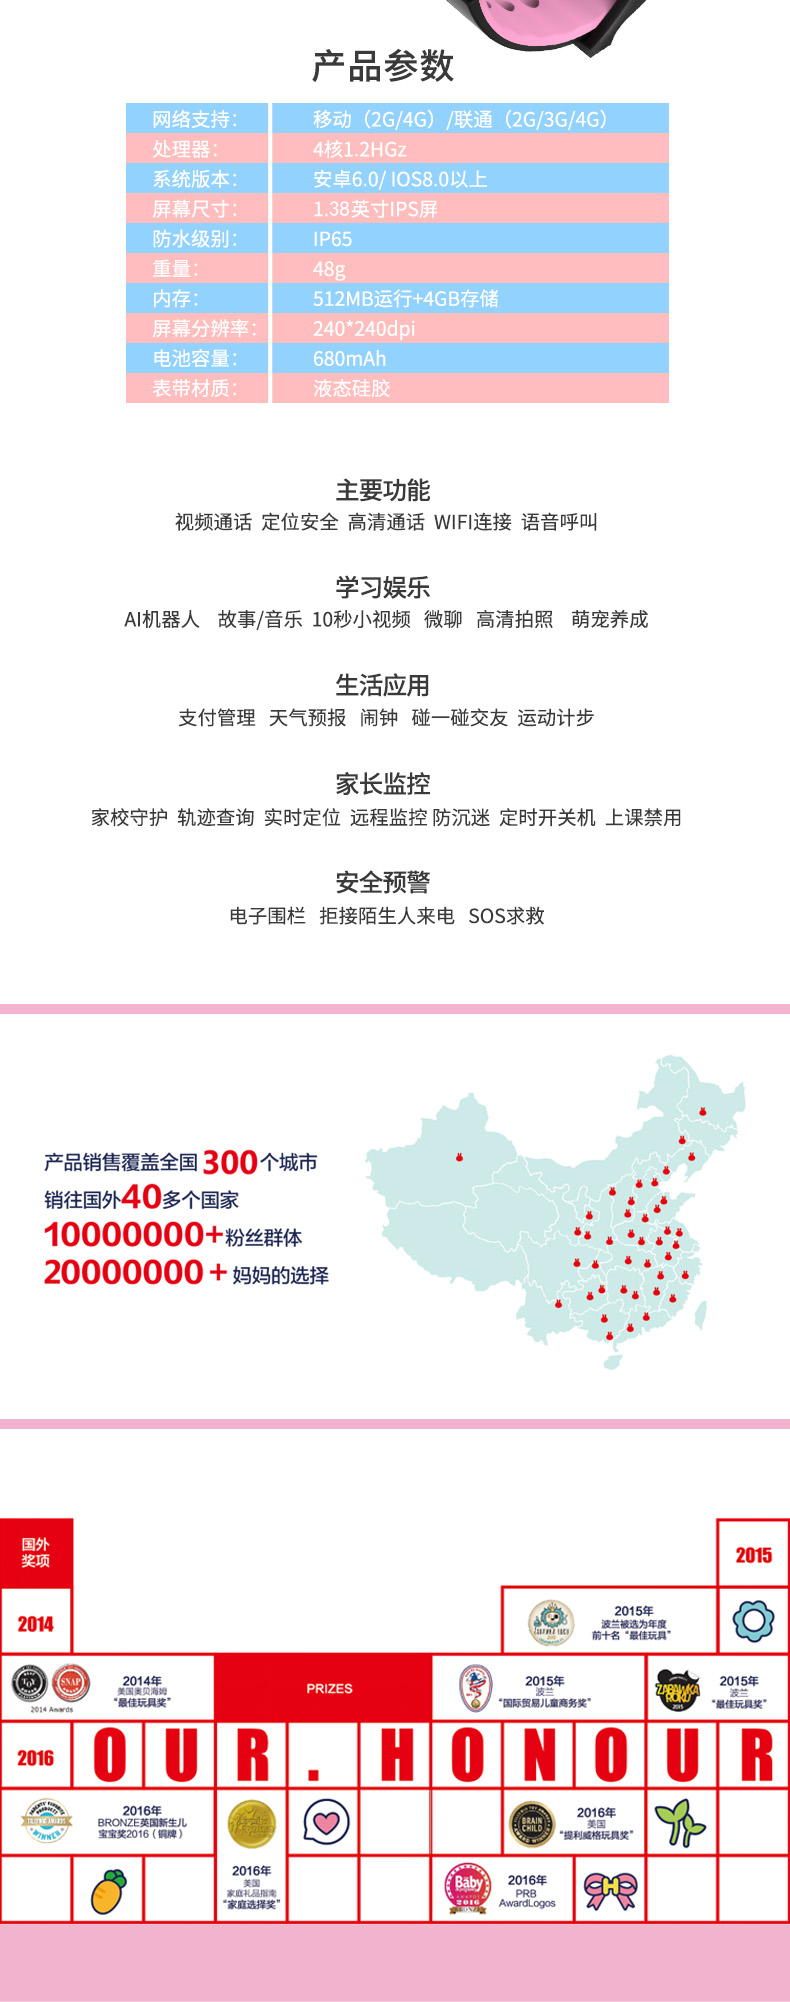 产品参数
网络支持： 移动（2G/4G）/联通（2G/3G/4G）
处理器： 4核1.2HGz
系统版本： 安卓6.0/ IOS8.0以上
屏幕尺寸： 1.38英寸IPS屏
防水级别： IP65
重量： 48g
内存： 512MB运行+4GB存储
屏幕分辨率： 240*240dpi
电池容量： 680mAh
表带材质： 液态硅胶
主要功能
视频通话 定位安全 高清通话 WIFI连接 语音呼叫
学习娱乐
AI机器人 故事/音乐 10秒小视频 微聊 高清拍照 萌宠养成
生活应用
支付管理 天气预报 闹钟 碰一碰交友 运动计步
家长监控
家校守护 轨迹查询 实时定位 远程监控 防沉迷 定时开关机 上课禁用
安全预警
电子围栏 拒接陌生人来电 SOS求救
产品销售覆盖全国300个城市
销往国外40多个国家
10000000+粉丝群体
20000000+妈妈的选择
国外
奖项
2015
2014
2015年
波兰被选为年度
前十名“最佳玩具”
SNAP
2014 Awards
2014年
美国奥贝海姆
“最佳玩具奖”
PRIZES
2015年
波兰
“国际贸易儿童商务奖”
ZABAWKA
ROKU
2015
2015年
波兰
“最佳玩具奖”
2016
OUR.HONOUR
WINNER
2016年
BRONZE英国新生儿
宝宝奖2016（铜牌）
2016年
美国
家庭礼品指南
“家庭选择奖”
BRAIN
CHILD
2016年
美国
“提利威格玩具奖”
Baby
AWARDS
2016
BRONZE
2016年
PRB
AwardLogos
H